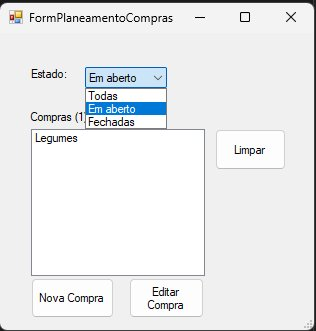 FormPlaneamentoCompras
Estado:
Em aberto
Todas
Em aberto
Fechadas
Compras (1
Legumes
Limpar
Nova Compra
Editar
Compra